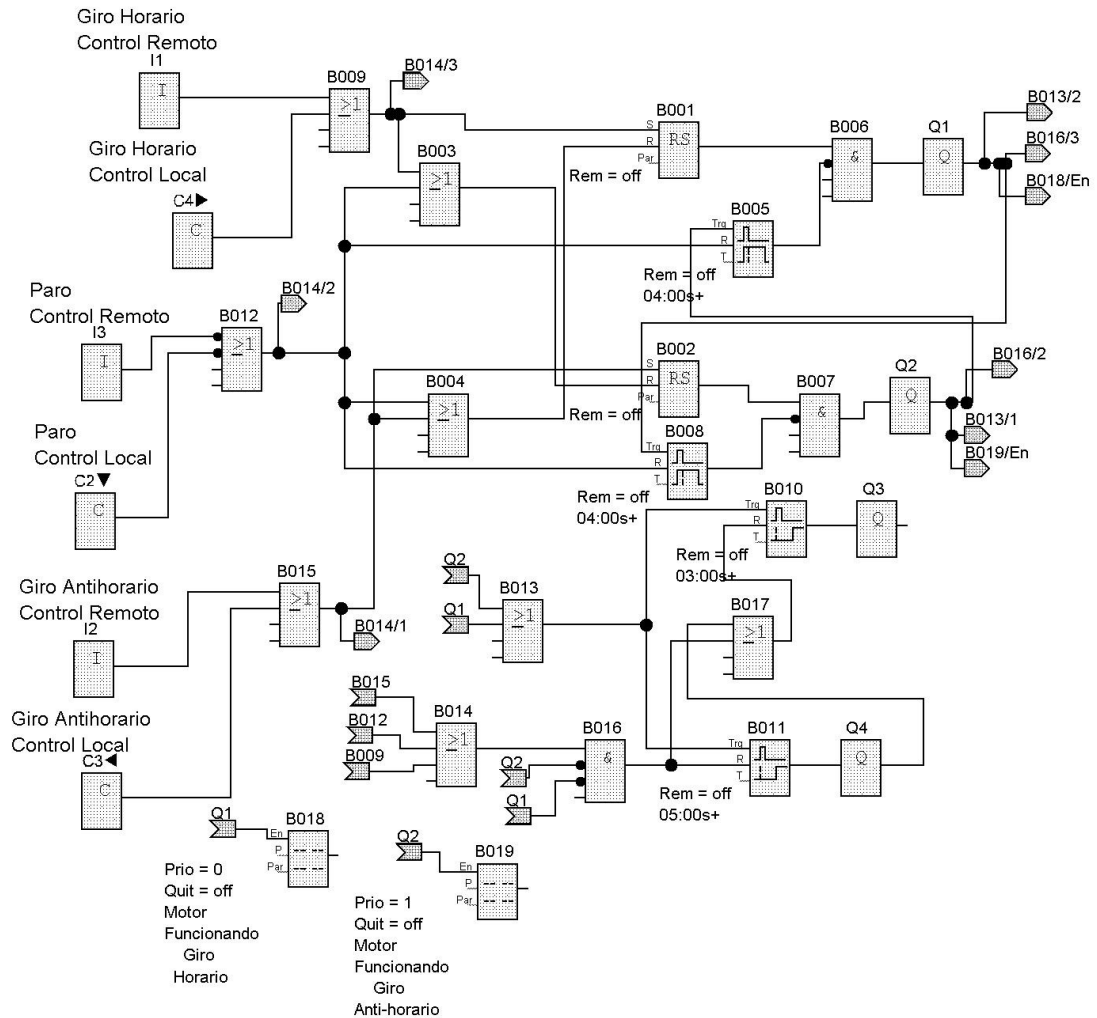 Giro Horario
Control Remoto
I1
I
B009
≥1
B014/3
Giro Horario
Control Local
C4►
C
B003
≥1
B001
S
R
Par
RS
Rem = off
B006
&
Q1
Q
B013/2
B016/3
B018/En
B005
Trg
R
T
Rem = off
04:00s+
Paro
Control Remoto
I3
I
B012
≥1
B014/2
B004
≥1
B002
S
R
Par
RS
Rem = off
B007
&
Q2
Q
B016/2
B013/1
B019/En
B008
Trg
R
T
Rem = off
04:00s+
Paro
Control Local
C2▼
C
B010
Trg
R
T
Rem = off
03:00s+
Q3
Q
Giro Antihorario
Control Remoto
I2
I
B015
≥1
B014/1
Q2
Q1
B013
≥1
B017
≥1
Giro Antihorario
Control Local
C3◄
C
B015
B012
B009
B014
≥1
Q2
Q1
B016
&
B011
Trg
R
T
Rem = off
05:00s+
Q4
Q
Q1
B018
En
P
Par
Prio = 0
Quit = off
Motor
Funcionando
Giro
Horario
Q2
B019
En
P
Par
Prio = 1
Quit = off
Motor
Funcionando
Giro
Anti-horario